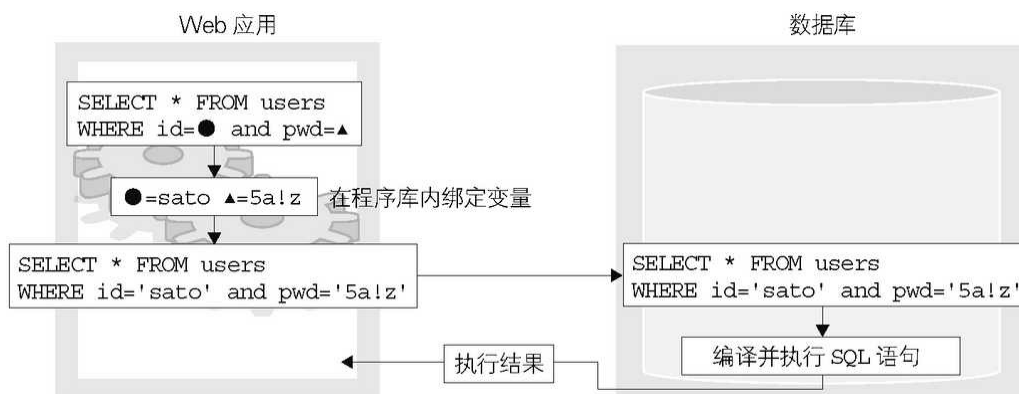 Web 应用
数据库
SELECT * FROM users
WHERE id=● and pwd=▲
●=sato ▲=5a!z
在程序库内绑定变量
SELECT * FROM users
WHERE id='sato' and pwd='5a!z'
SELECT * FROM users
WHERE id='sato' and pwd='5a!z'
编译并执行 SQL 语句
执行结果